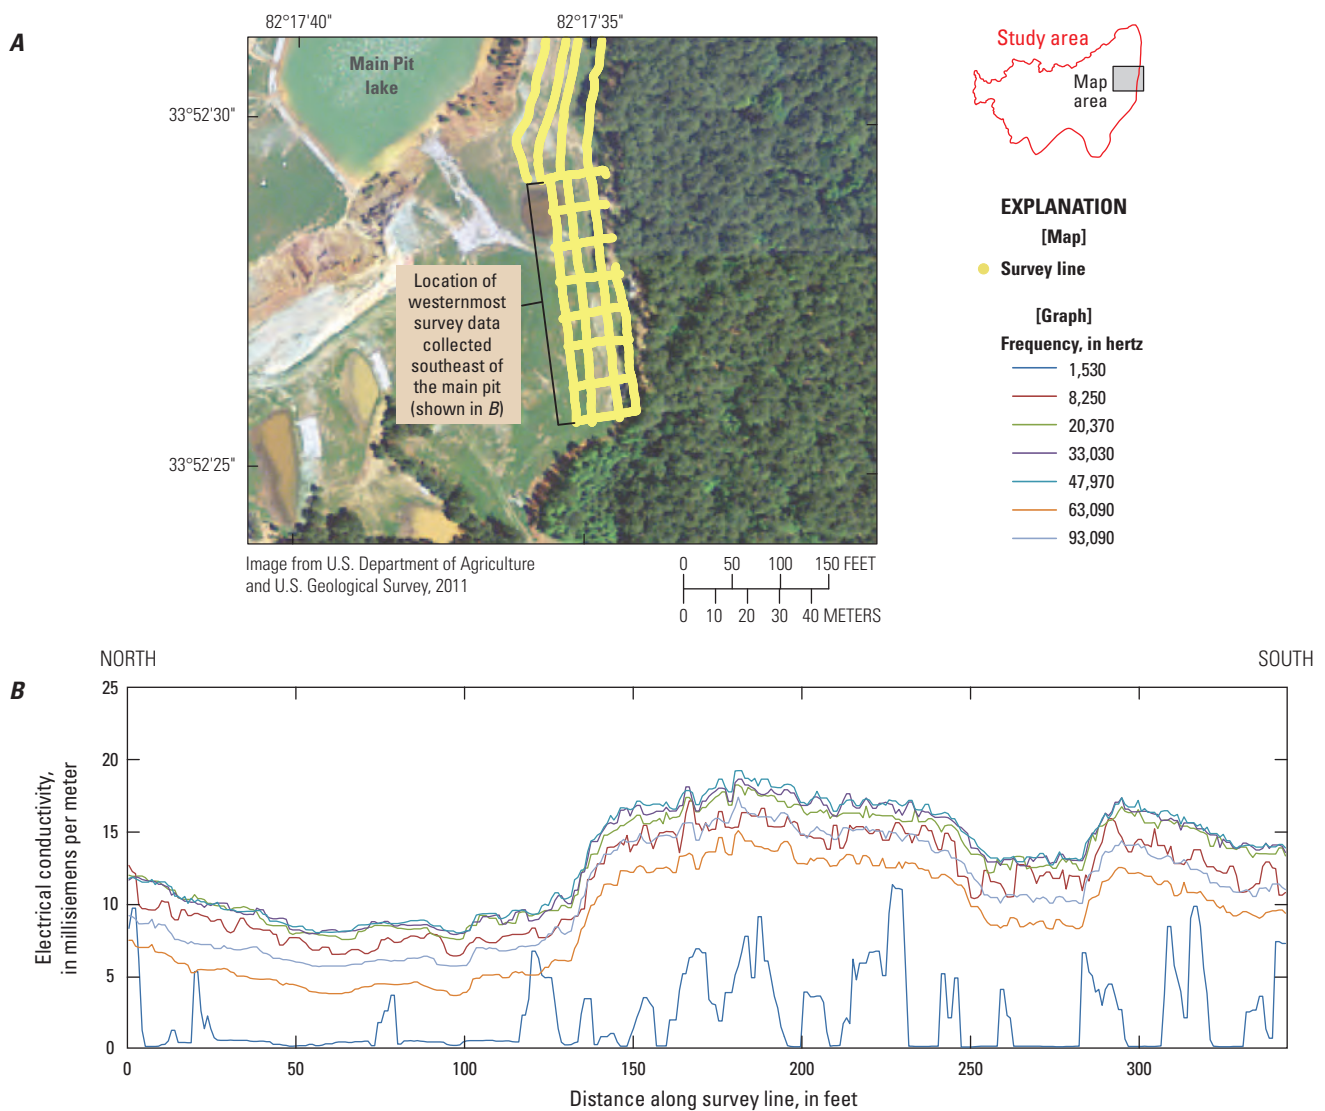 A
82°17'40"
82°17'35"
33°52'30"
33°52'25"
Main Pit
lake
Location of
westernmost
survey data
collected
southeast of
the main pit
(shown in B)
Study area
Map
area
EXPLANATION
[Map]
Survey line
[Graph]
Frequency, in hertz
1,530
8,250
20,370
33,030
47,970
63,090
93,090
Image from U.S. Department of Agriculture
and U.S. Geological Survey, 2011
0 50 100 150 FEET
0 10 20 30 40 METERS
B
NORTH
SOUTH
Electrical conductivity,
in millisiemens per meter
25
20
15
10
5
0
0 50 100 150 200 250 300
Distance along survey line, in feet